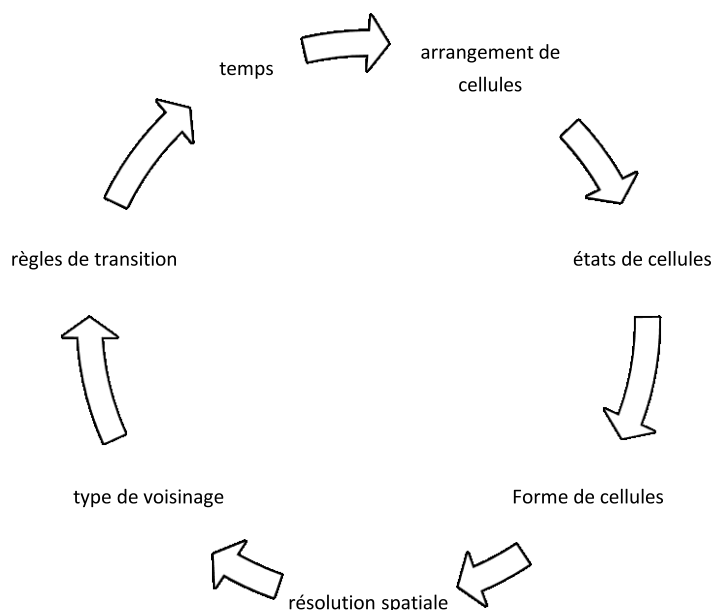 temps
arrangement de
cellules
états de cellules
Forme de cellules
résolution spatiale
type de voisinage
règles de transition